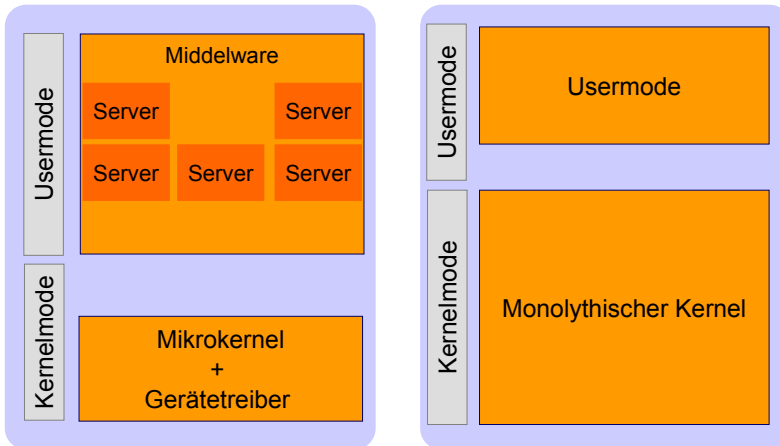 Usermode
Middelware
Server
Server
Server
Server
Server
Kernelmode
Mikrokernel
+
Gerätetreiber
Usermode
Usermode
Kernelmode
Monolythischer Kernel